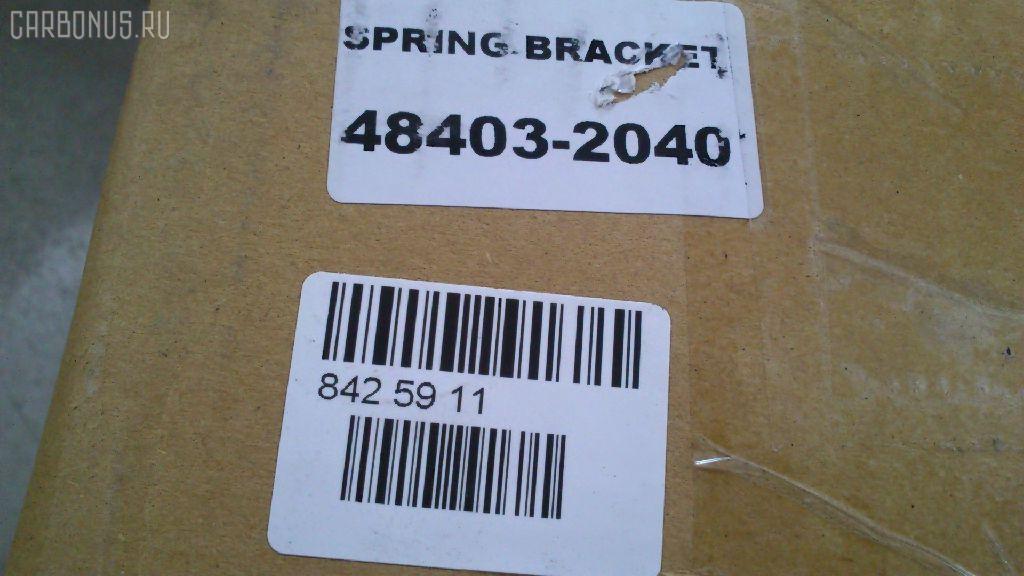 CARBONUS.RU
SPRING BRACKET
48403-2040
842 59 11